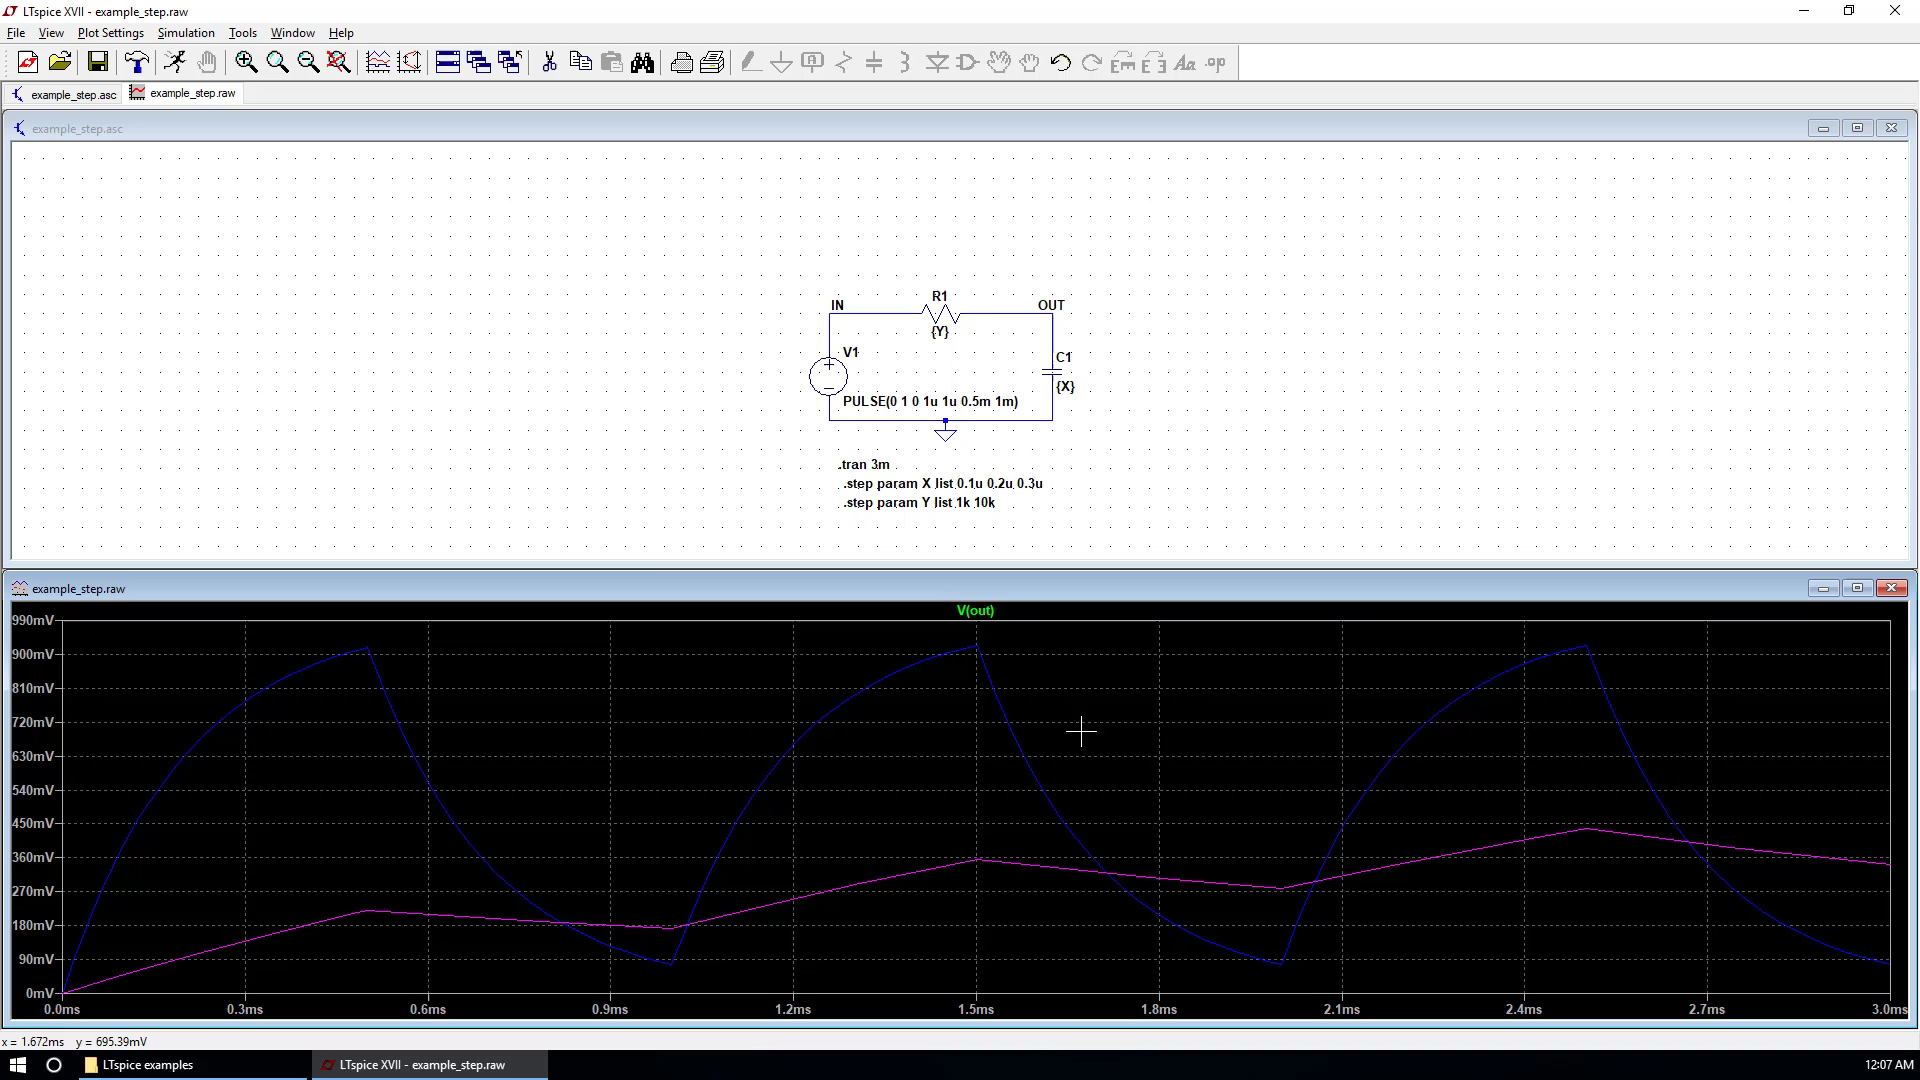 LTspice XVII - example_step.raw
File View Plot Settings Simulation Tools Window Help
example_step.asc example_step.raw
example_step.asc
R1
IN OUT
{Y}
V1
C1
{X}
PULSE(0 1 0 1u 1u 0.5m 1m)
.tran 3m
.step param X list 0.1u 0.2u 0.3u
.step param Y list 1k 10k
example_step.raw
V(out)
990mV
900mV
810mV
720mV
630mV
540mV
450mV
360mV
270mV
180mV
90mV
0mV
0.0ms 0.3ms 0.6ms 0.9ms 1.2ms 1.5ms 1.8ms 2.1ms 2.4ms 2.7ms 3.0ms
x = 1.672ms y = 695.39mV
LTspice examples LTspice XVII - example_step.raw 12:07 AM